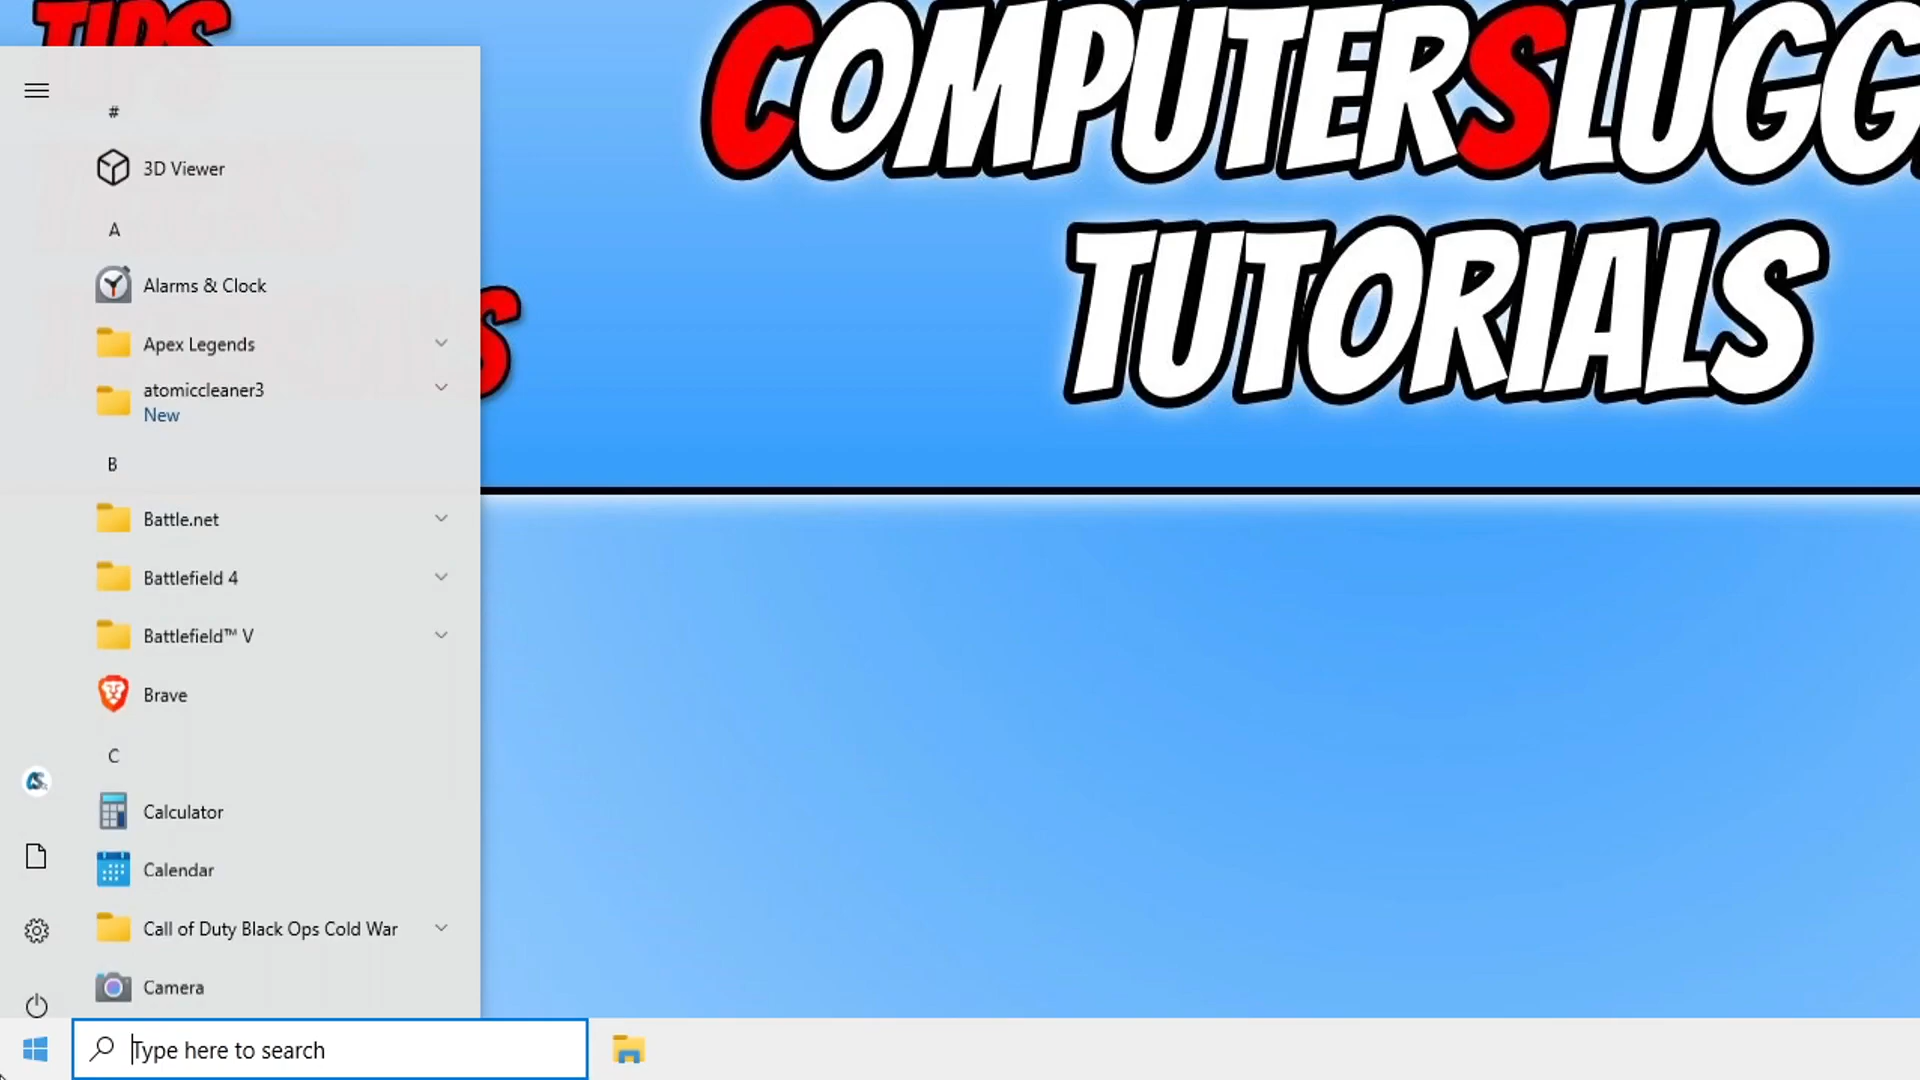 TIPS
COMPUTERSLUGG
TUTORIALS
S
#
3D Viewer
A
Alarms & Clock
Apex Legends
atomiccleaner3
New
B
Battle.net
Battlefield 4
Battlefield™ V
Brave
C
Calculator
Calendar
Call of Duty Black Ops Cold War
Camera
Type here to search